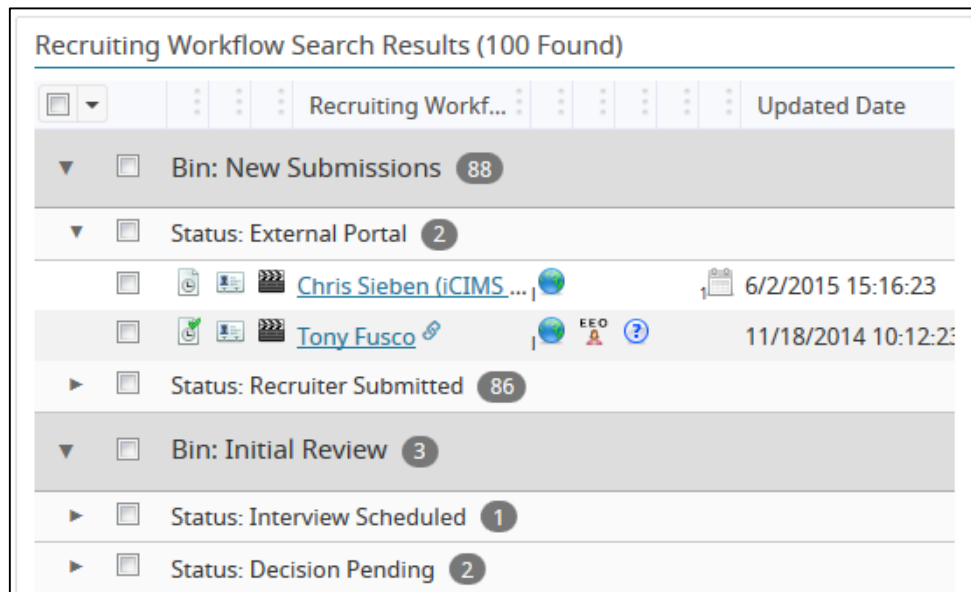 Recruiting Workflow Search Results (100 Found)
Recruiting Workf... Updated Date
Bin: New Submissions 88
Status: External Portal 2
Chris Sieben (iCIMS ... 1 6/2/2015 15:16:23
Tony Fusco EEO ? 11/18/2014 10:12:23
Status: Recruiter Submitted 86
Bin: Initial Review 3
Status: Interview Scheduled 1
Status: Decision Pending 2